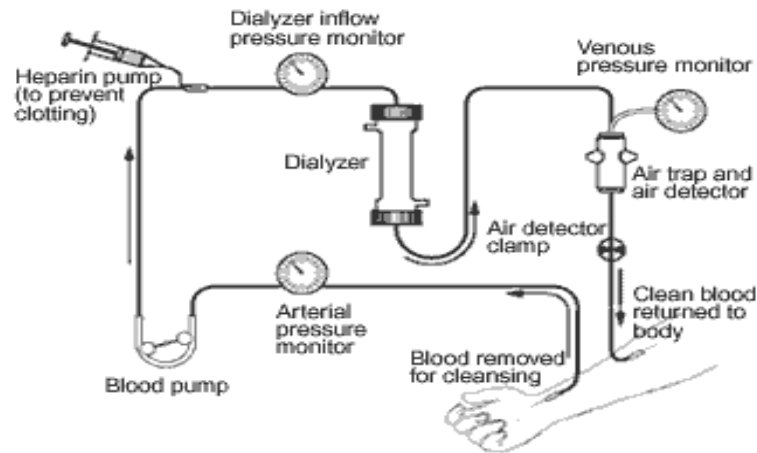 Dialyzer inflow
pressure monitor
Venous
pressure monitor
Heparin pump
(to prevent
clotting)
Dialyzer
Air trap and
air detector
Air detector
clamp
Arterial
pressure
monitor
Clean blood
returned to
body
Blood pump
Blood removed
for cleansing